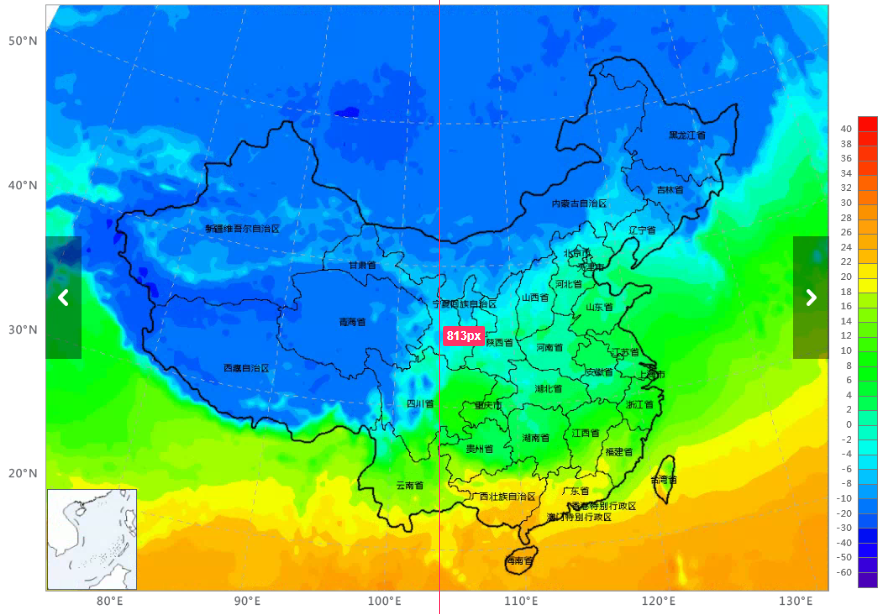 50°N
40°N
30°N
20°N
80°E
90°E
100°E
110°E
120°E
130°E
黑龙江省
吉林省
内蒙古自治区
新疆维吾尔自治区
辽宁省
北京市
天津市
甘肃省
河北省
宁夏回族自治区
山西省
山东省
青海省
813px
陕西省
河南省
江苏省
西藏自治区
安徽省
上海市
四川省
重庆市
湖北省
浙江省
贵州省
湖南省
江西省
福建省
云南省
广西壮族自治区
广东省
台湾省
香港特别行政区
澳门特别行政区
海南省
40
38
36
34
32
30
28
26
24
22
20
18
16
14
12
10
8
6
4
2
0
-2
-4
-6
-8
-10
-20
-30
-40
-50
-60